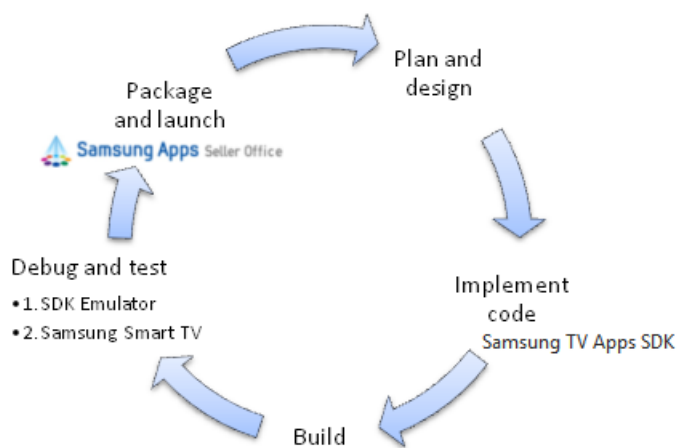 Plan and
design
Implement
code
Samsung TV Apps SDK
Build
Debug and test
•1.SDK Emulator
•2.Samsung Smart TV
Package
and launch
Samsung Apps Seller Office